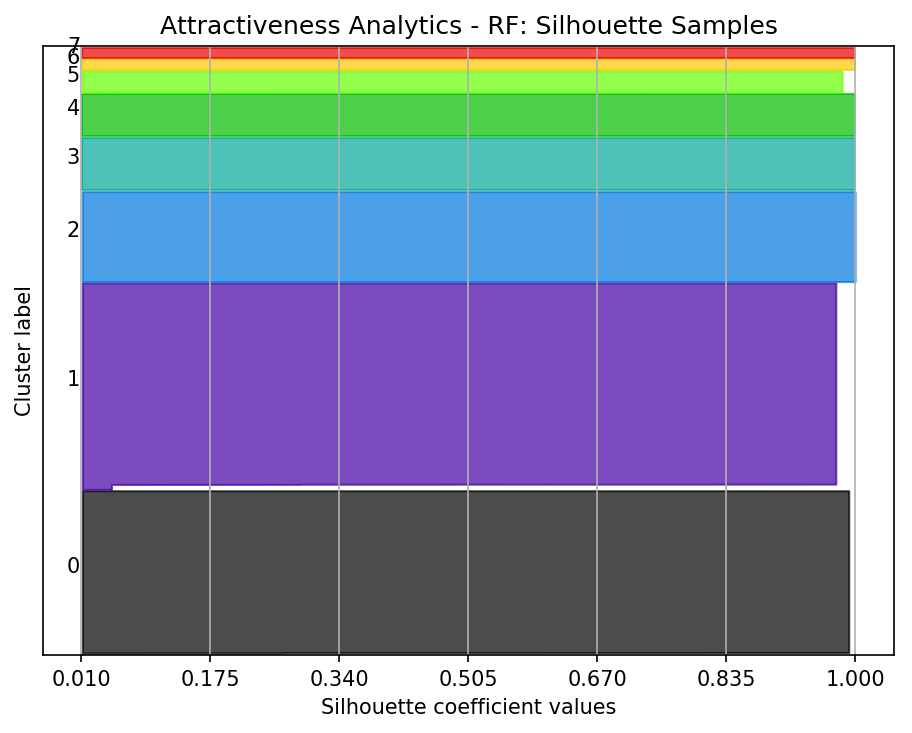 Attractiveness Analytics - RF: Silhouette Samples
7
6
5
4
3
2
1
0
Cluster label
0.010 0.175 0.340 0.505 0.670 0.835 1.000
Silhouette coefficient values